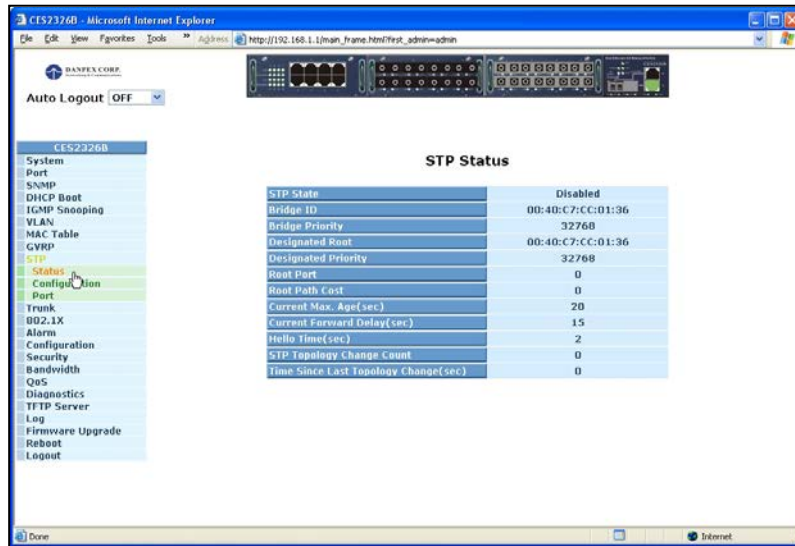 CES2326B - Microsoft Internet Explorer
File Edit View Favorites Tools » Address http://192.168.1.1/main_frame.html?first_admin=admin
DANPEX CORP.
Auto Logout OFF
CES2326B
System
Port
SNMP
DHCP Boot
IGMP Snooping
VLAN
MAC Table
GVRP
STP
Status
Configuration
Port
Trunk
802.1X
Alarm
Configuration
Security
Bandwidth
QoS
Diagnostics
TFTP Server
Log
Firmware Upgrade
Reboot
Logout
STP Status
STP State Disabled
Bridge ID 00:40:C7:CC:01:36
Bridge Priority 32768
Designated Root 00:40:C7:CC:01:36
Designated Priority 32768
Root Port 0
Root Path Cost 0
Current Max. Age(sec) 20
Current Forward Delay(sec) 15
Hello Time(sec) 2
STP Topology Change Count 0
Time Since Last Topology Change(sec) 0
Done Internet